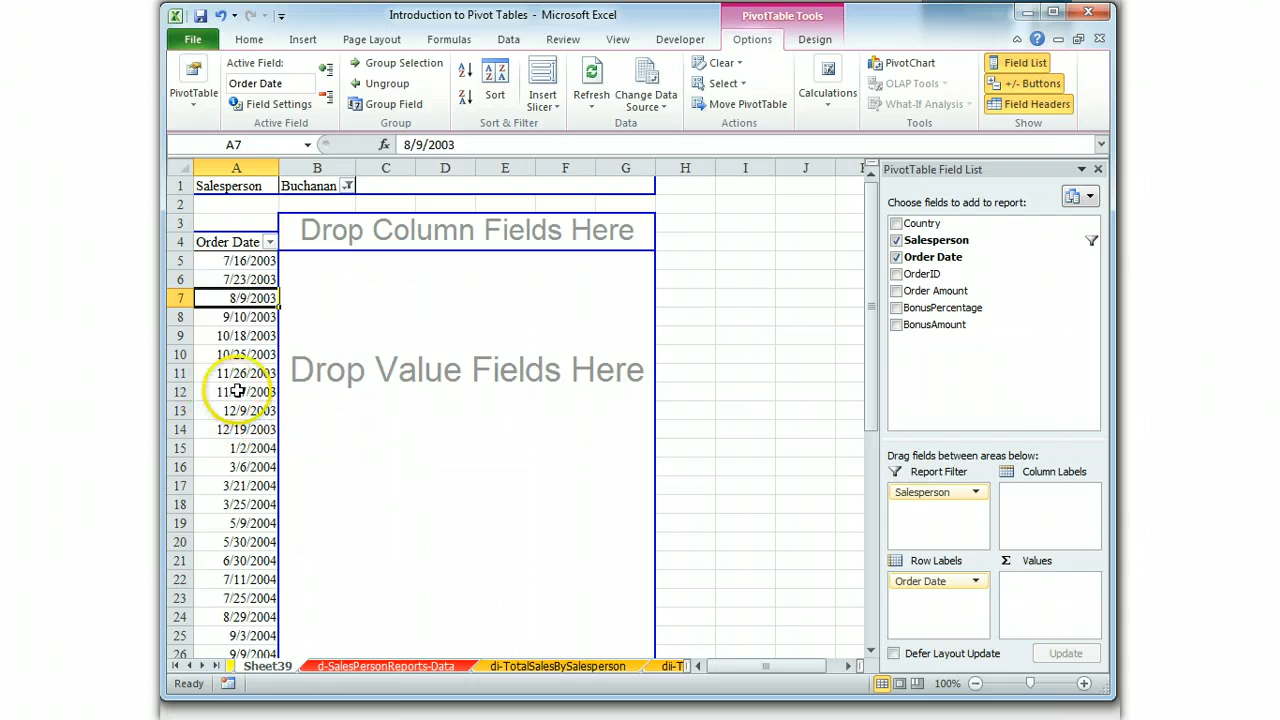 Introduction to Pivot Tables - Microsoft Excel
PivotTable Tools
File Home Insert Page Layout Formulas Data Review View Developer Options Design
PivotTable
Active Field:
Order Date
Field Settings
Active Field
Group Selection
Ungroup
Group Field
Group
Sort
Insert
Slicer
Sort & Filter
Refresh
Change Data
Source
Data
Clear
Select
Move PivotTable
Actions
Calculations
PivotChart
OLAP Tools
What-If Analysis
Tools
Field List
+/- Buttons
Field Headers
Show
A7
fx
8/9/2003
A B C D E F G H I J
1 Salesperson Buchanan
2
3 Drop Column Fields Here
4 Order Date
5 7/16/2003
6 7/23/2003
7 8/9/2003
8 9/10/2003
9 10/18/2003
10 10/25/2003
11 11/26/2003
Drop Value Fields Here
12
13 12/9/2003
14 12/19/2003
15 1/2/2004
16 3/6/2004
17 3/21/2004
18 3/25/2004
19 5/9/2004
20 5/30/2004
21 6/30/2004
22 7/11/2004
23 7/25/2004
24 8/29/2004
25 9/3/2004
26 9/9/2004
PivotTable Field List
Choose fields to add to report:
Country
Salesperson
Order Date
OrderID
Order Amount
BonusPercentage
BonusAmount
Drag fields between areas below:
Report Filter
Column Labels
Salesperson
Row Labels
Σ Values
Order Date
Defer Layout Update
Update
Sheet39 d-SalesPersonReports-Data di-TotalSalesBySalesperson dii-T
Ready
100%